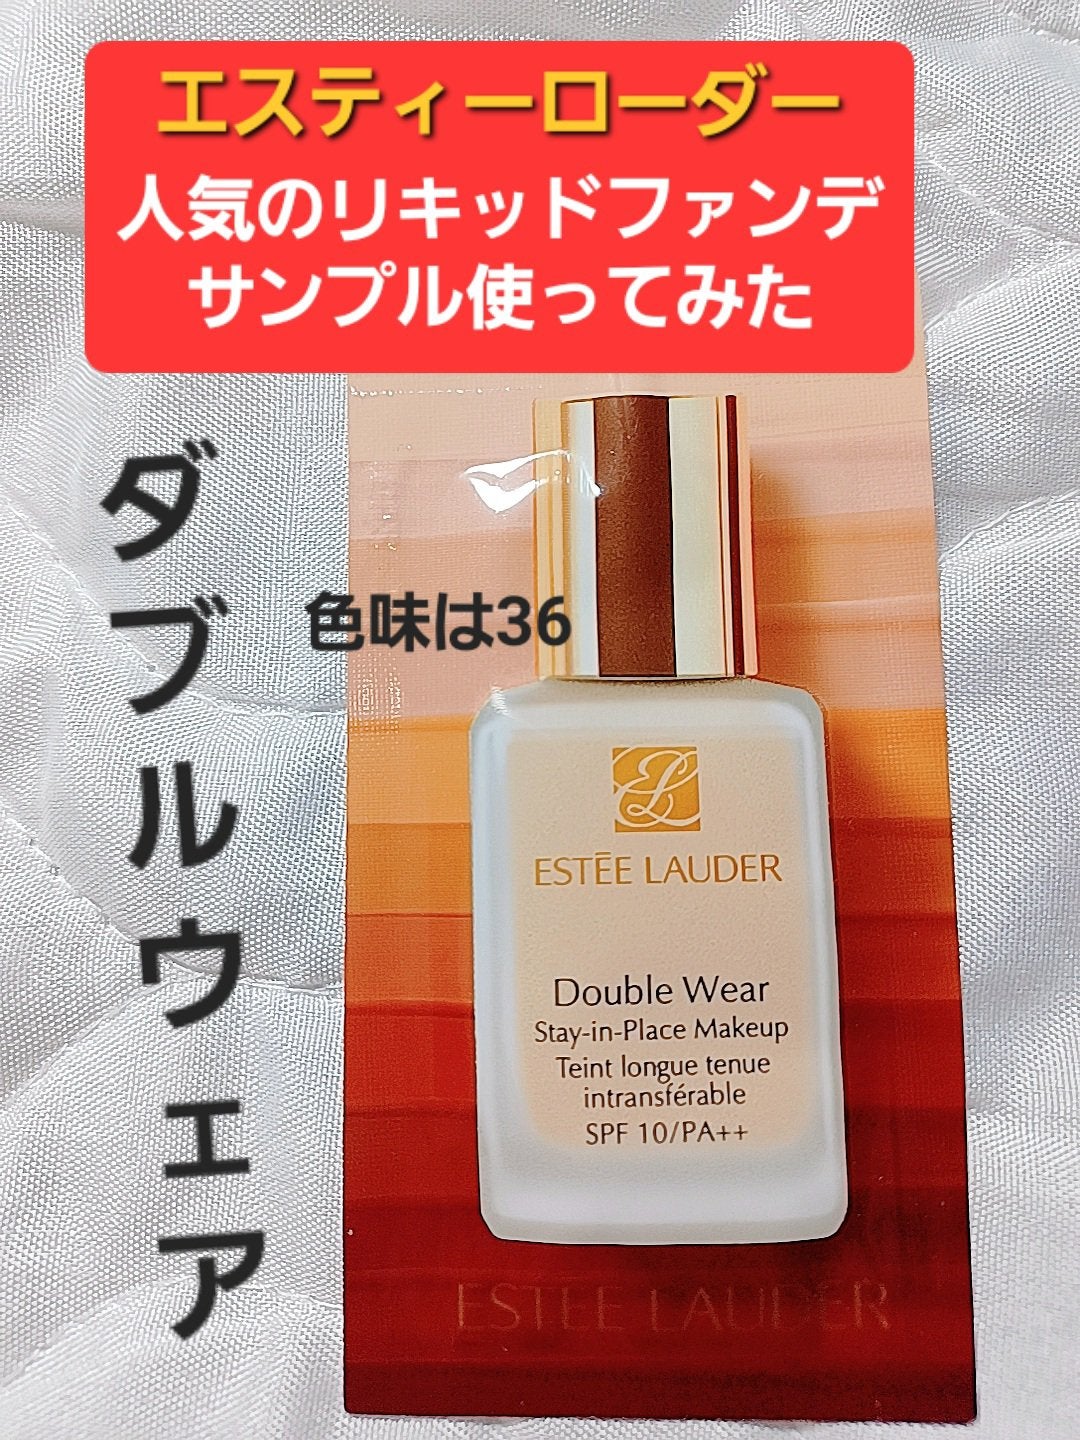 エスティーローダー
人気のリキッドファンデ
サンプル使ってみた
ダブルウェア
色味は36
ESTĒE LAUDER
Double Wear
Stay-in-Place Makeup
Teint longue tenue
intransférable
SPF 10/PA++
ESTĒE LAUDER